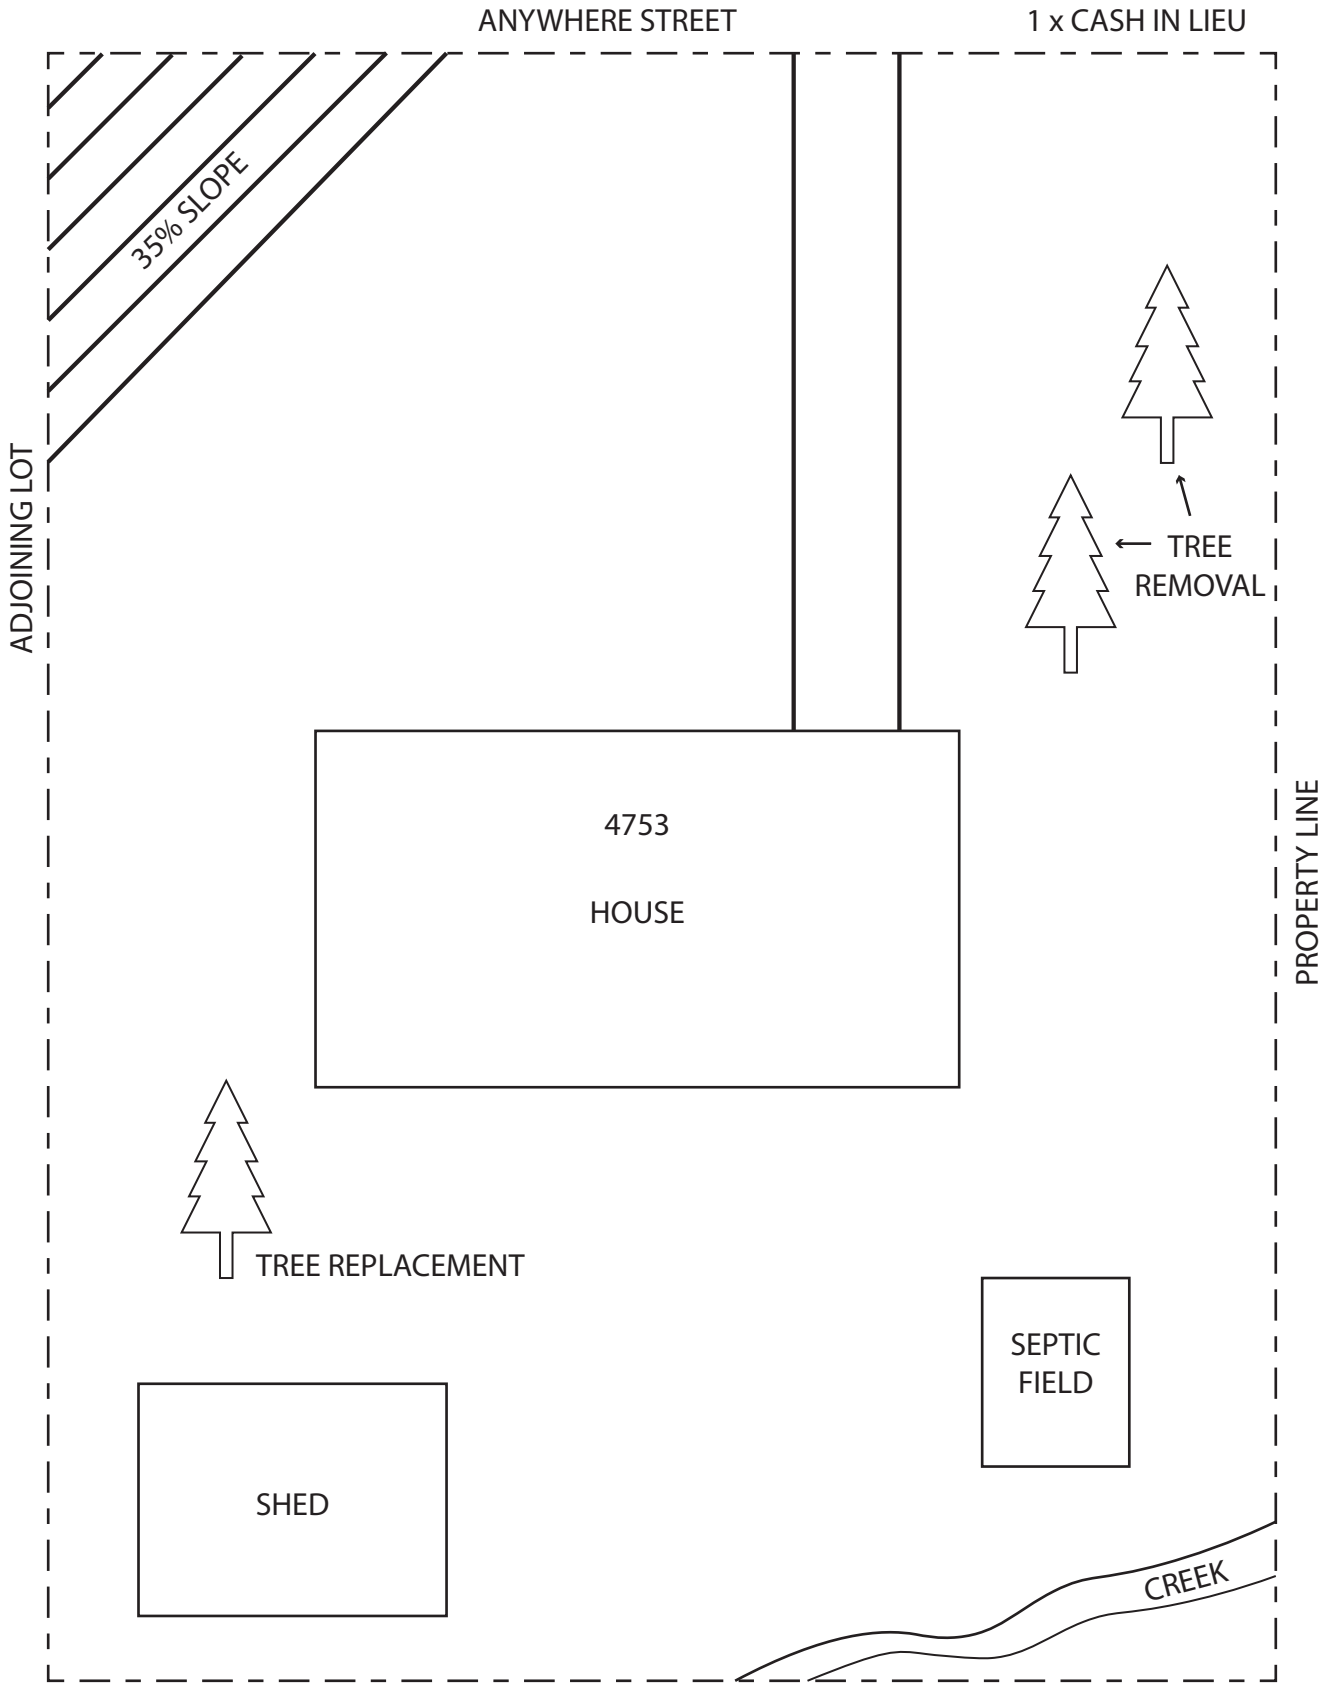 ANYWHERE STREET
1 x CASH IN LIEU
35% SLOPE
ADJOINING LOT
TREE
REMOVAL
4753
HOUSE
PROPERTY LINE
TREE REPLACEMENT
SEPTIC
FIELD
SHED
CREEK